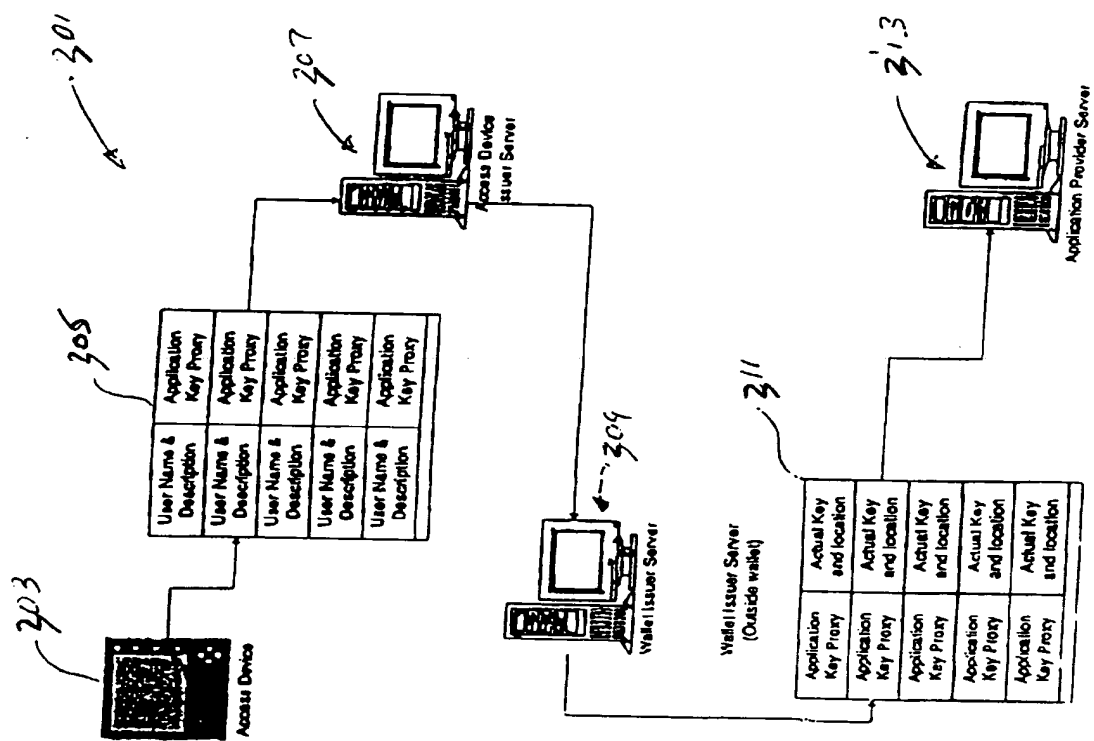 301
303
Access Device
305
User Name &
Description
Application
Key Proxy
User Name &
Description
Application
Key Proxy
User Name &
Description
Application
Key Proxy
User Name &
Description
Application
Key Proxy
User Name &
Description
Application
Key Proxy
307
Access Device
Issuer Server
309
Wallet Issuer Server
Wallet Issuer Server
(Outside wallet)
311
Application
Key Proxy
Actual Key
and location
Application
Key Proxy
Actual Key
and location
Application
Key Proxy
Actual Key
and location
Application
Key Proxy
Actual Key
and location
Application
Key Proxy
Actual Key
and location
313
Application Provider Server